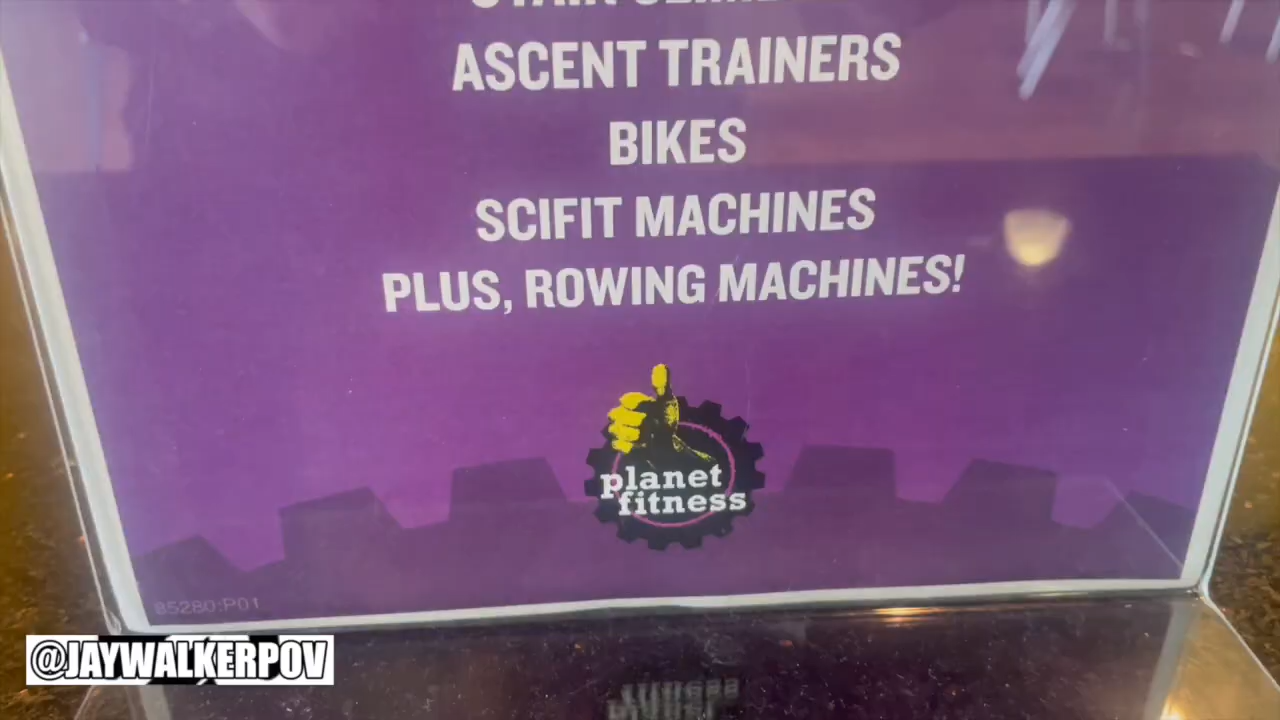 ASCENT TRAINERS
BIKES
SCIFIT MACHINES
PLUS, ROWING MACHINES!
planet
fitness
85280:P01
@JAYWALKERPOV